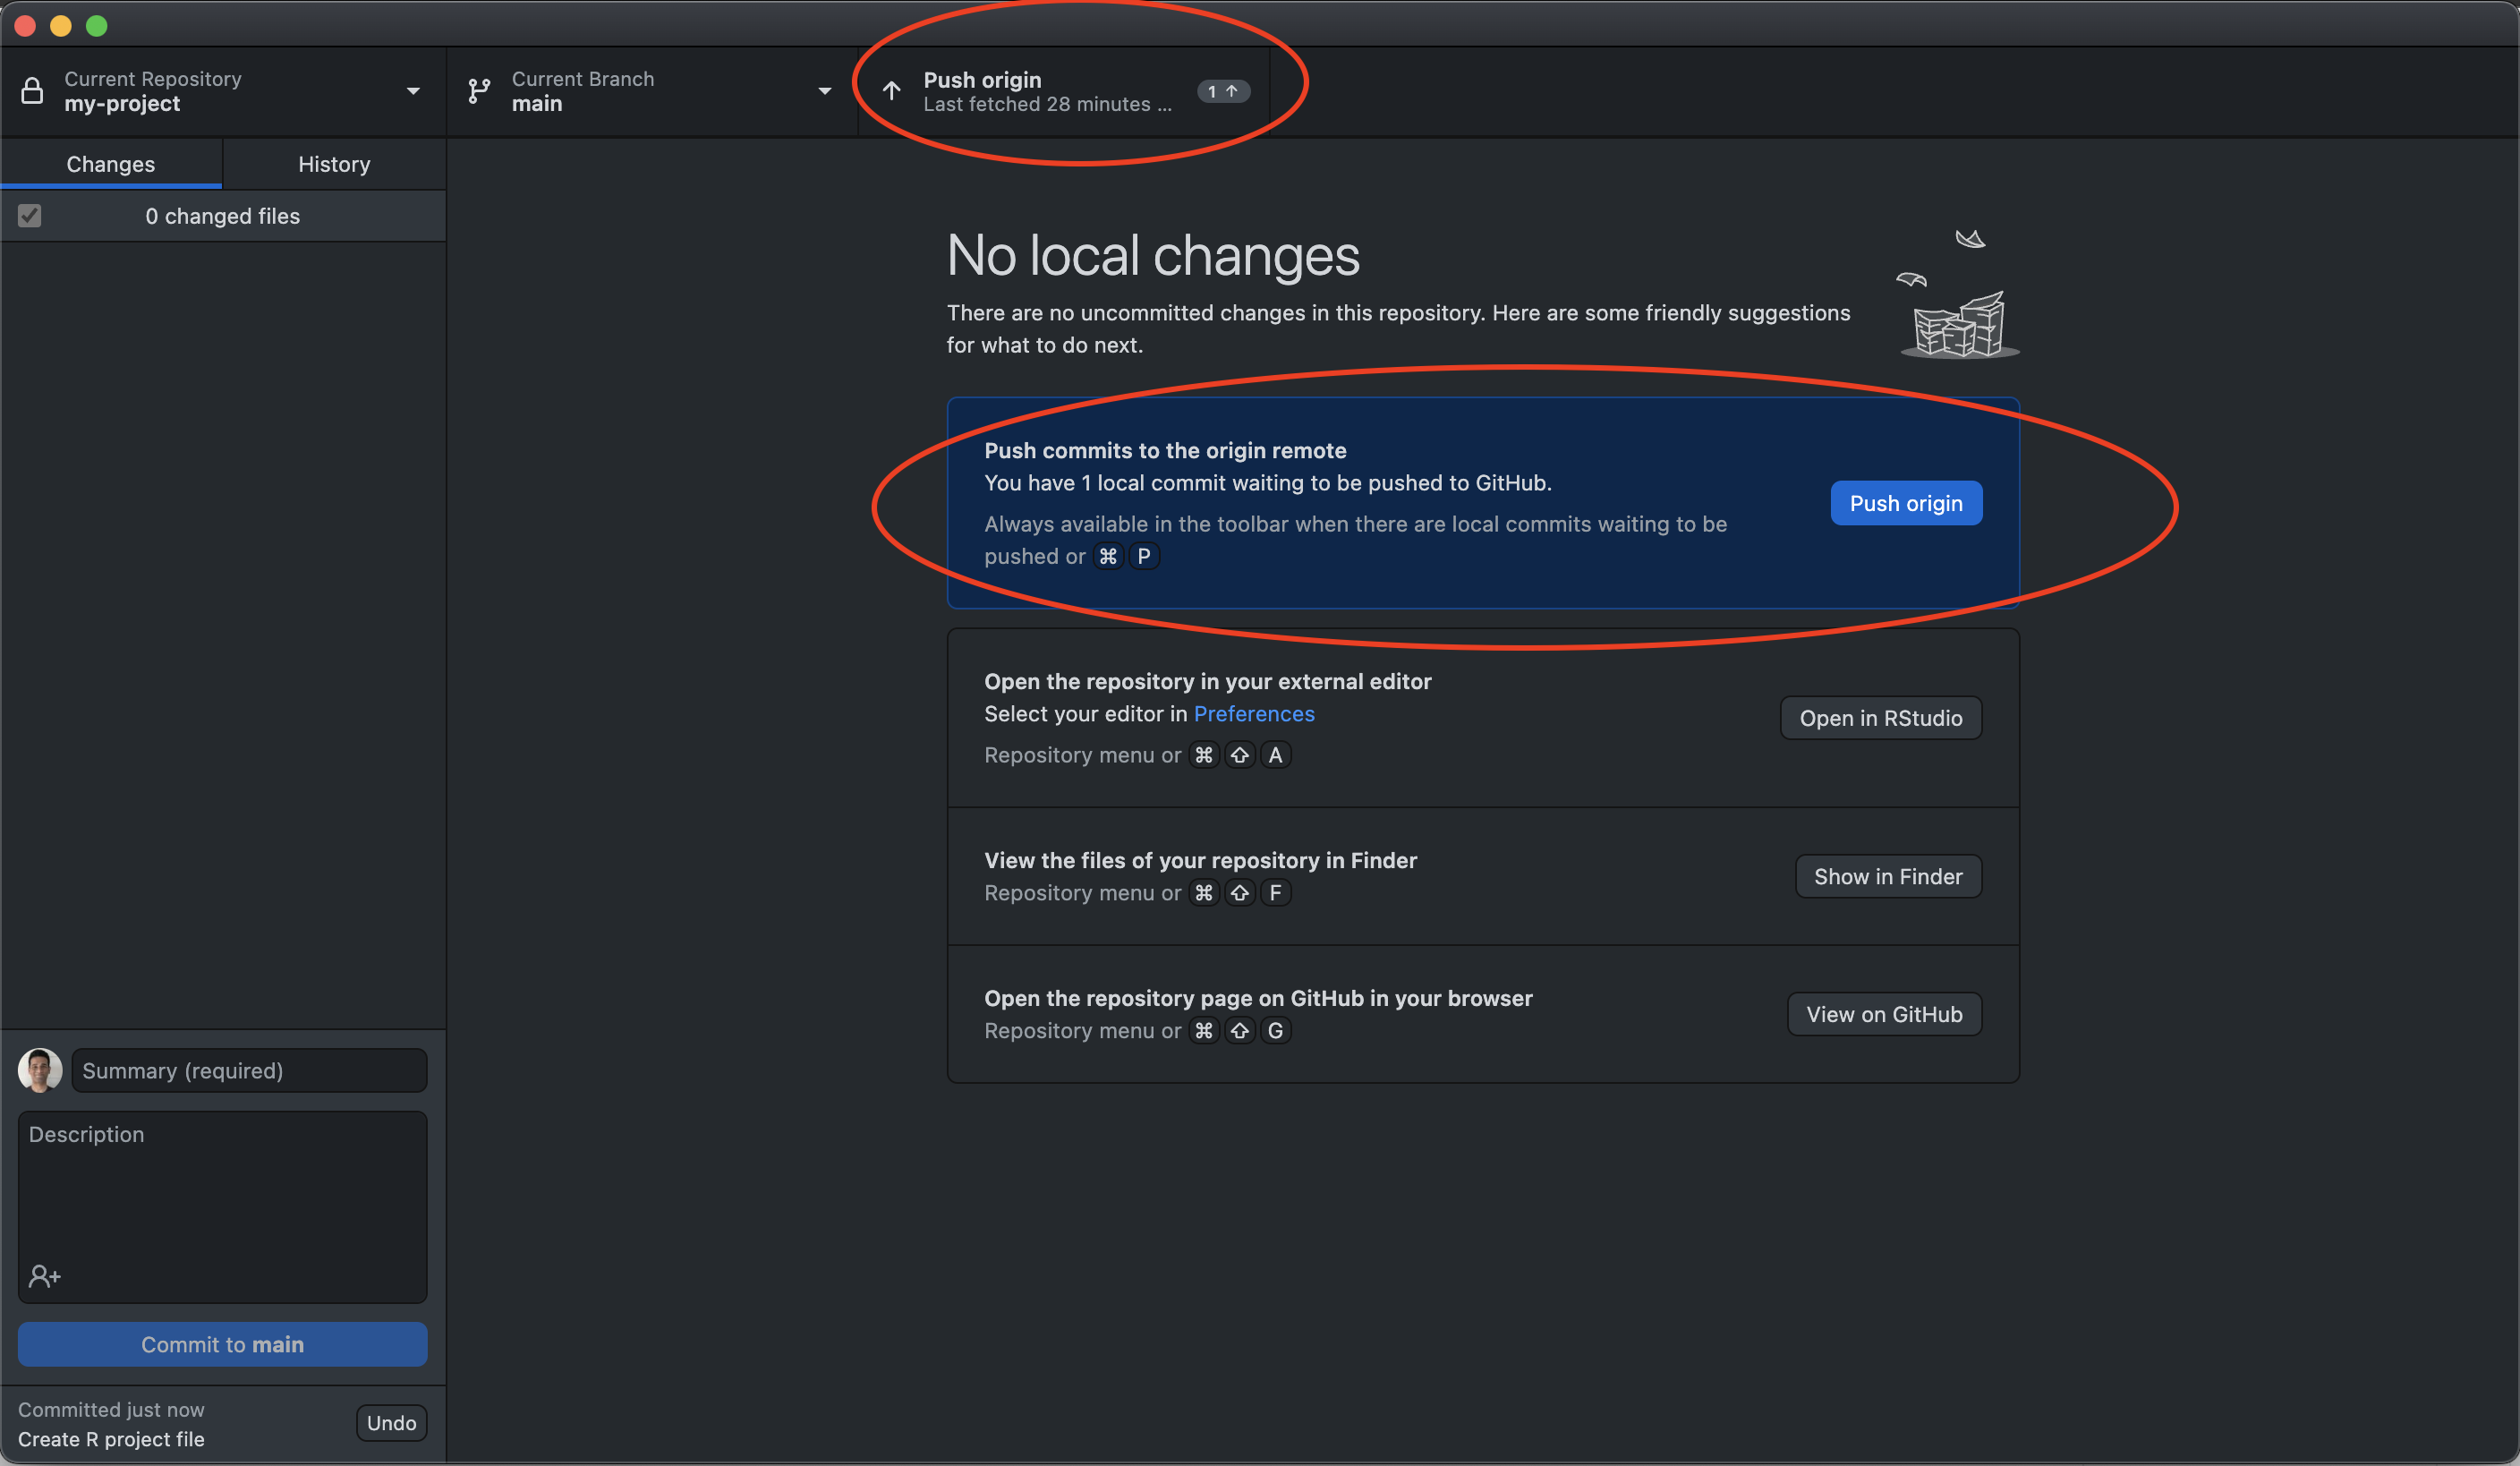 Current Repository
my-project
Current Branch
main
Push origin
Last fetched 28 minutes ...
1 ↑
Changes
History
0 changed files
No local changes
There are no uncommitted changes in this repository. Here are some friendly suggestions
for what to do next.
Push commits to the origin remote
You have 1 local commit waiting to be pushed to GitHub.
Always available in the toolbar when there are local commits waiting to be
pushed or ⌘ P
Push origin
Open the repository in your external editor
Select your editor in Preferences
Repository menu or ⌘ ⇧ A
Open in RStudio
View the files of your repository in Finder
Repository menu or ⌘ ⇧ F
Show in Finder
Open the repository page on GitHub in your browser
Repository menu or ⌘ ⇧ G
View on GitHub
Summary (required)
Description
Commit to main
Committed just now
Create R project file
Undo